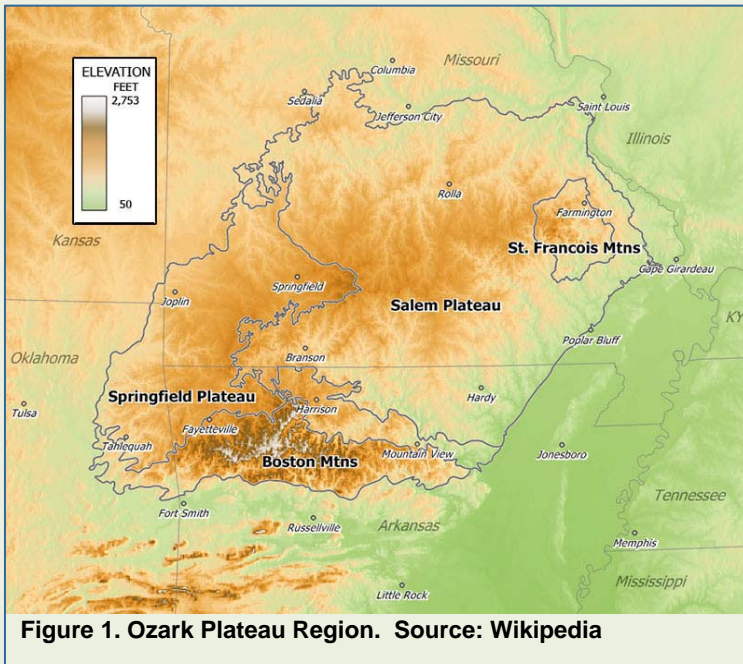 Columbia
Missouri
ELEVATION
FEET
2,753
50
Sedalia
Jefferson City
Saint Louis
Illinois
Rolla
Farmington
Kansas
St. Francois Mtns
Cape Girardeau
Springfield
Joplin
Salem Plateau
Poplar Bluff
KY
Oklahoma
Branson
Springfield Plateau
Hardy
Harrison
Tulsa
Fayetteville
Tahlequah
Boston Mtns
Mountain View
Jonesboro
Fort Smith
Tennessee
Russellville
Arkansas
Memphis
Mississippi
Little Rock
Figure 1. Ozark Plateau Region. Source: Wikipedia